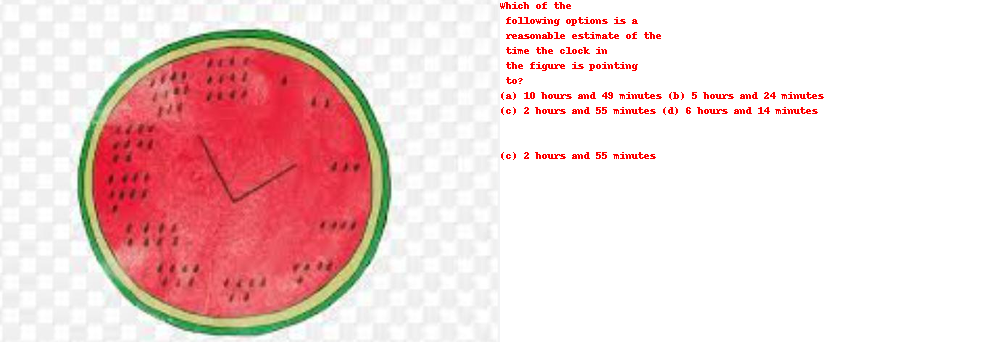 Which of the
following options is a
reasonable estimate of the
time the clock in
the figure is pointing
to?
(a) 10 hours and 49 minutes (b) 5 hours and 24 minutes
(c) 2 hours and 55 minutes (d) 6 hours and 14 minutes
(c) 2 hours and 55 minutes